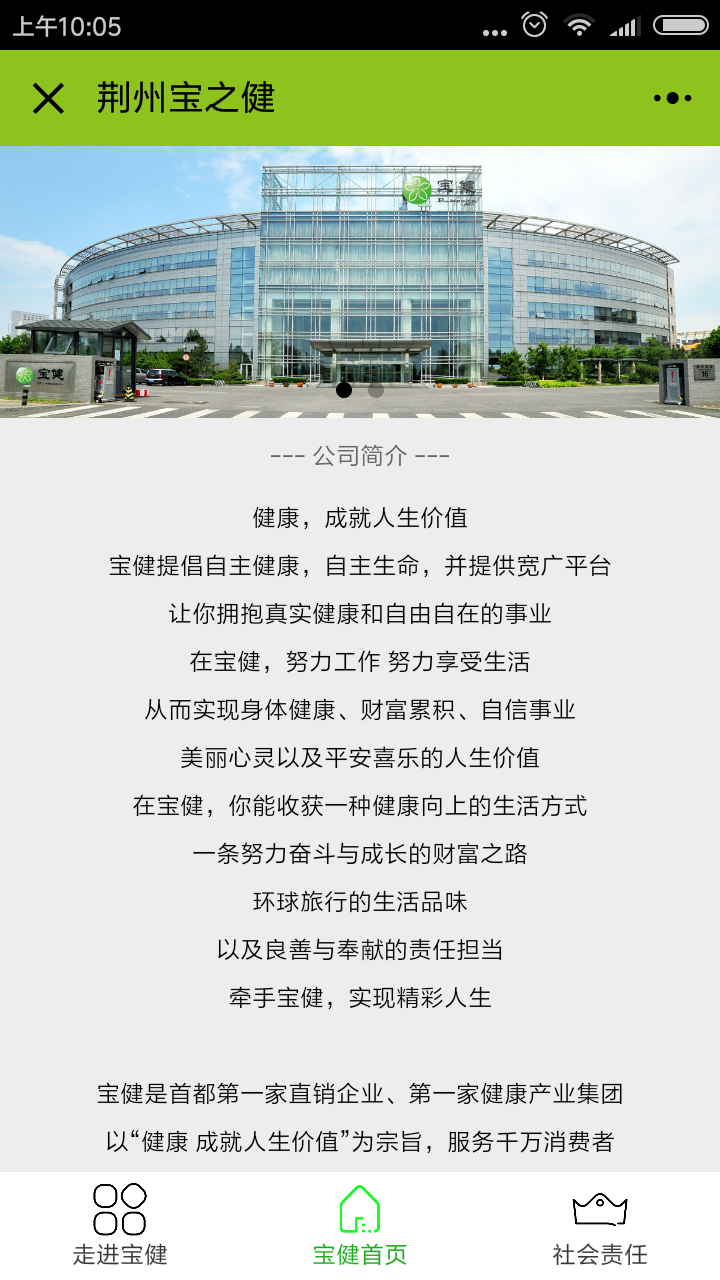 上午10:05
荆州宝之健
宝健
宝健
16
--- 公司简介 ---
健康，成就人生价值
宝健提倡自主健康，自主生命，并提供宽广平台
让你拥抱真实健康和自由自在的事业
在宝健，努力工作 努力享受生活
从而实现身体健康、财富累积、自信事业
美丽心灵以及平安喜乐的人生价值
在宝健，你能收获一种健康向上的生活方式
一条努力奋斗与成长的财富之路
环球旅行的生活品味
以及良善与奉献的责任担当
牵手宝健，实现精彩人生
宝健是首都第一家直销企业、第一家健康产业集团
以“健康 成就人生价值”为宗旨，服务千万消费者
走进宝健
宝健首页
社会责任